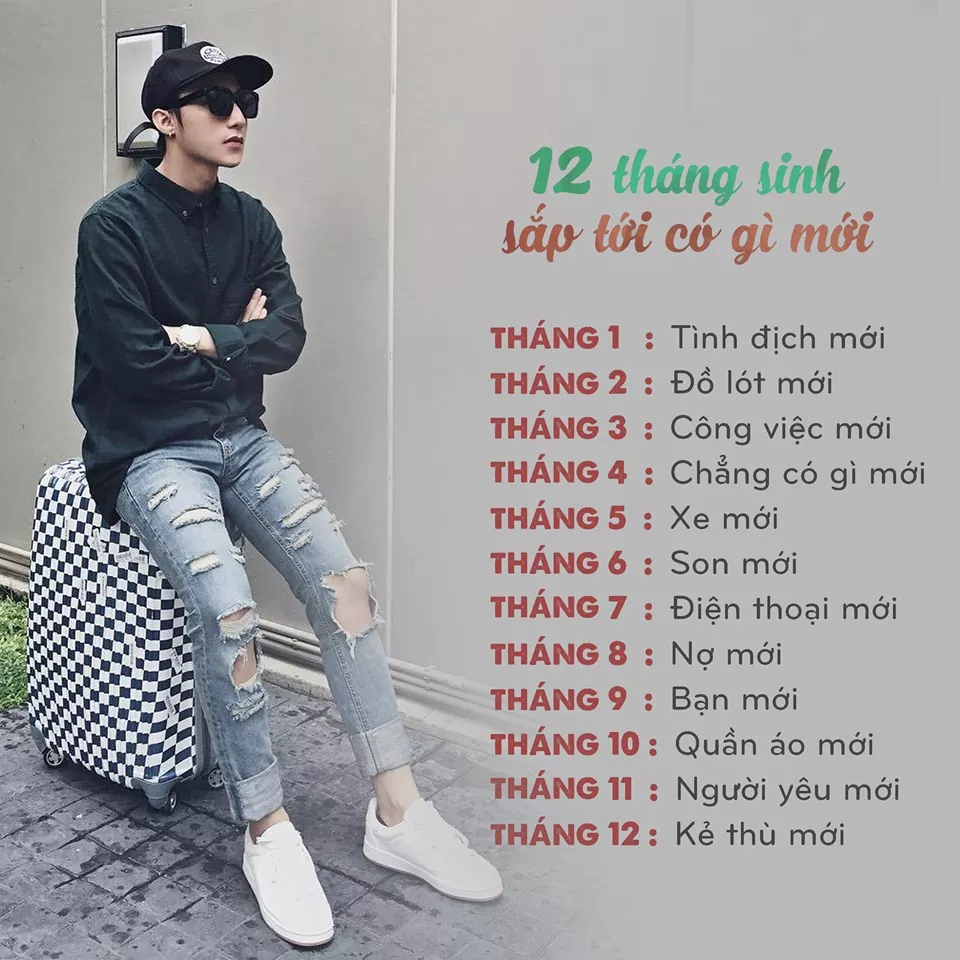 12 tháng sinh
sắp tới có gì mới
THÁNG 1 : Tình địch mới
THÁNG 2 : Đồ lót mới
THÁNG 3 : Công việc mới
THÁNG 4 : Chẳng có gì mới
THÁNG 5 : Xe mới
THÁNG 6 : Son mới
THÁNG 7 : Điện thoại mới
THÁNG 8 : Nợ mới
THÁNG 9 : Bạn mới
THÁNG 10 : Quần áo mới
THÁNG 11 : Người yêu mới
THÁNG 12 : Kẻ thù mới